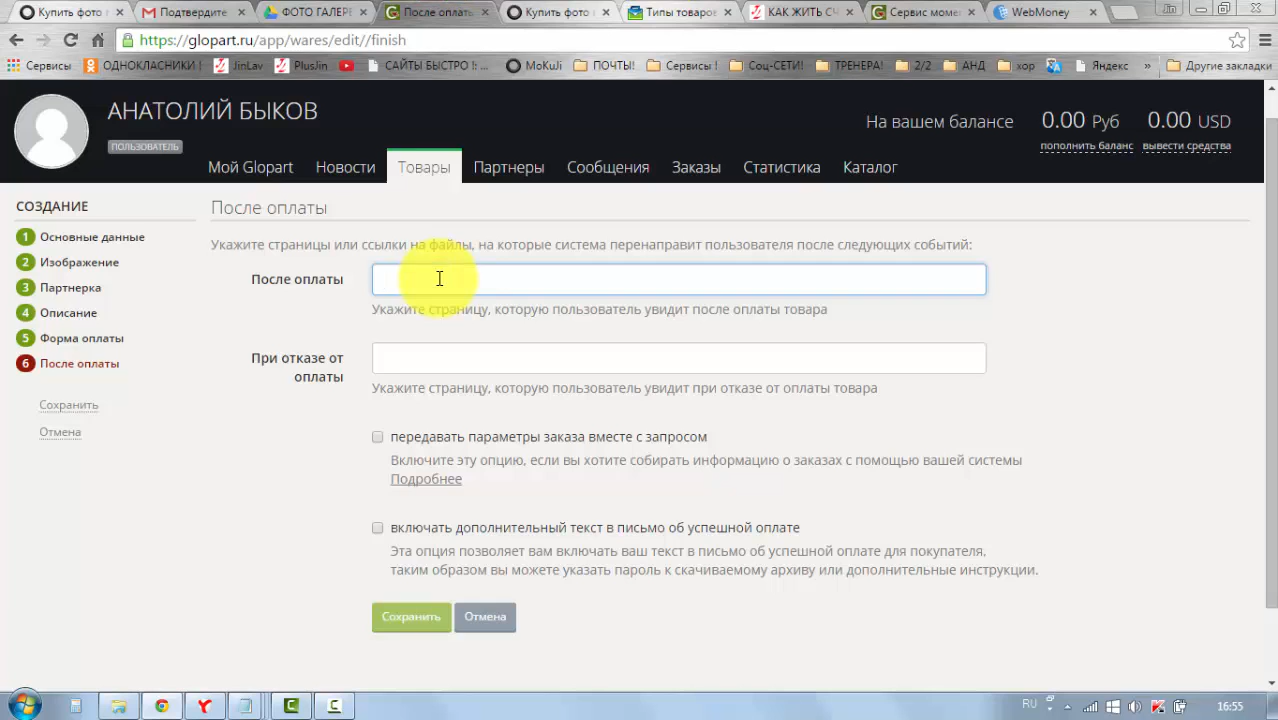 Купить фото г
Подтвердите
ФОТО ГАЛЕР
После оплать
Купить фото г
Типы товаров
КАК ЖИТЬ СЧ
Сервис момен
WebMoney
https://glopart.ru/app/wares/edit//finish
Сервисы
ОДНОКЛАСНИКИ !
JinLav
PlusJin
САЙТЫ БЫСТРО !: ...
MoKuJi
ПОЧТЫ!
Сервисы !
Соц-СЕТИ!
ТРЕНЕРА!
2/2
АНД
хор
Яндекс
»
Другие закладки
АНАТОЛИЙ БЫКОВ
ПОЛЬЗОВАТЕЛЬ
На вашем балансе 0.00 Руб 0.00 USD
пополнить баланс вывести средства
Мой Glopart Новости Товары Партнеры Сообщения Заказы Статистика Каталог
СОЗДАНИЕ
1 Основные данные
2 Изображение
3 Партнерка
4 Описание
5 Форма оплаты
6 После оплаты
Сохранить
Отмена
После оплаты
Укажите страницы или ссылки на файлы, на которые система перенаправит пользователя после следующих событий:
После оплаты
Укажите страницу, которую пользователь увидит после оплаты товара
При отказе от
оплаты
Укажите страницу, которую пользователь увидит при отказе от оплаты товара
передавать параметры заказа вместе с запросом
Включите эту опцию, если вы хотите собирать информацию о заказах с помощью вашей системы
Подробнее
включать дополнительный текст в письмо об успешной оплате
Эта опция позволяет вам включать ваш текст в письмо об успешной оплате для покупателя,
таким образом вы можете указать пароль к скачиваемому архиву или дополнительные инструкции.
Сохранить Отмена
RU
16:55